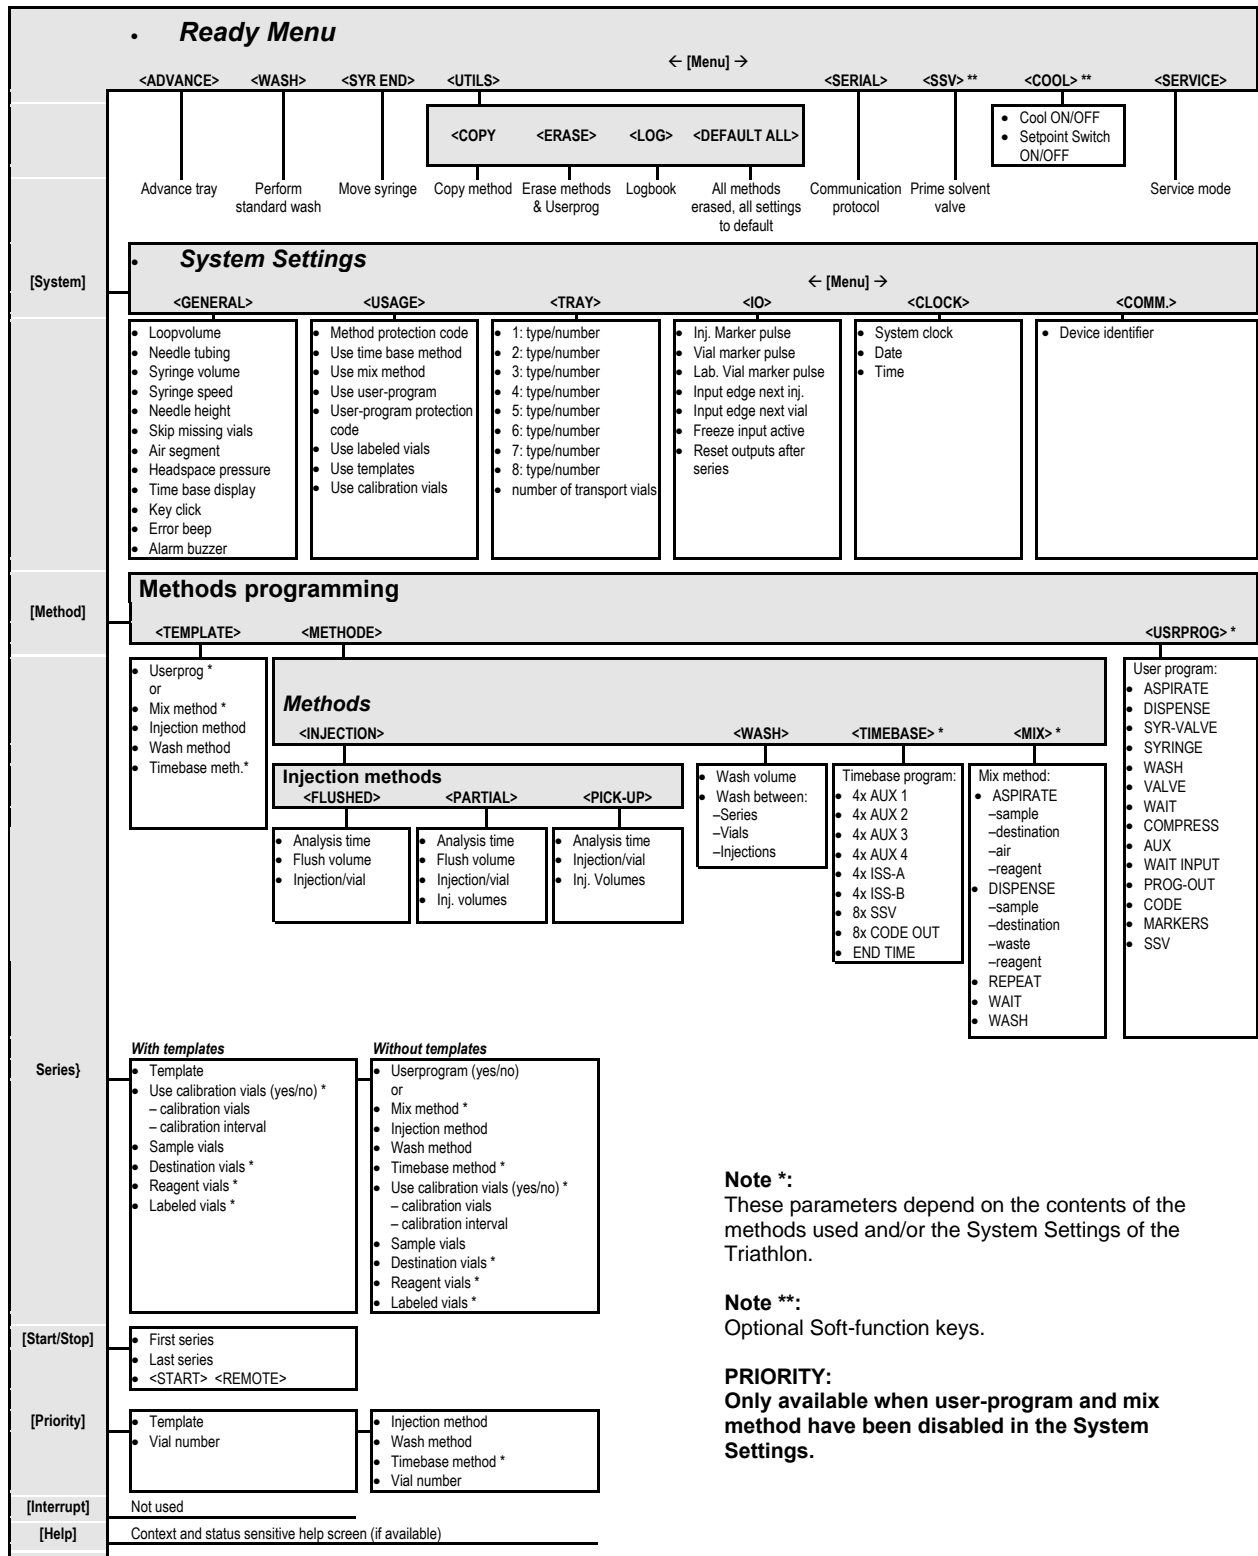 • Ready Menu
← [Menu] →
<ADVANCE> <WASH> <SYR END> <UTILS> <SERIAL> <SSV> ** <COOL> ** <SERVICE>
<COPY <ERASE> <LOG> <DEFAULT ALL>
• Cool ON/OFF
• Setpoint Switch
ON/OFF
Advance tray
Perform
standard wash
Move syringe
Copy method
Erase methods
& Userprog
Logbook
All methods
erased, all settings
to default
Communication
protocol
Prime solvent
valve
Service mode
[System]
• System Settings
← [Menu] →
<GENERAL> <USAGE> <TRAY> <IO> <CLOCK> <COMM.>
• Loopvolume
• Needle tubing
• Syringe volume
• Syringe speed
• Needle height
• Skip missing vials
• Air segment
• Headspace pressure
• Time base display
• Key click
• Error beep
• Alarm buzzer
• Method protection code
• Use time base method
• Use mix method
• Use user-program
• User-program protection
code
• Use labeled vials
• Use templates
• Use calibration vials
• 1: type/number
• 2: type/number
• 3: type/number
• 4: type/number
• 5: type/number
• 6: type/number
• 7: type/number
• 8: type/number
• number of transport vials
• Inj. Marker pulse
• Vial marker pulse
• Lab. Vial marker pulse
• Input edge next inj.
• Input edge next vial
• Freeze input active
• Reset outputs after
series
• System clock
• Date
• Time
• Device identifier
[Method]
Methods programming
<TEMPLATE> <METHODE> <USRPROG> *
• Userprog *
or
• Mix method *
• Injection method
• Wash method
• Timebase meth.*
Methods
<INJECTION> <WASH> <TIMEBASE> * <MIX> *
Injection methods
<FLUSHED> <PARTIAL> <PICK-UP>
• Analysis time
• Flush volume
• Injection/vial
• Analysis time
• Flush volume
• Injection/vial
• Inj. volumes
• Analysis time
• Injection/vial
• Inj. Volumes
• Wash volume
• Wash between:
–Series
–Vials
–Injections
Timebase program:
• 4x AUX 1
• 4x AUX 2
• 4x AUX 3
• 4x AUX 4
• 4x ISS-A
• 4x ISS-B
• 8x SSV
• 8x CODE OUT
• END TIME
Mix method:
• ASPIRATE
–sample
–destination
–air
–reagent
• DISPENSE
–sample
–destination
–waste
–reagent
• REPEAT
• WAIT
• WASH
User program:
• ASPIRATE
• DISPENSE
• SYR-VALVE
• SYRINGE
• WASH
• VALVE
• WAIT
• COMPRESS
• AUX
• WAIT INPUT
• PROG-OUT
• CODE
• MARKERS
• SSV
Series}
With templates
• Template
• Use calibration vials (yes/no) *
– calibration vials
– calibration interval
• Sample vials
• Destination vials *
• Reagent vials *
• Labeled vials *
Without templates
• Userprogram (yes/no)
or
• Mix method *
• Injection method
• Wash method
• Timebase method *
• Use calibration vials (yes/no) *
– calibration vials
– calibration interval
• Sample vials
• Destination vials *
• Reagent vials *
• Labeled vials *
Note *:
These parameters depend on the contents of the
methods used and/or the System Settings of the
Triathlon.
Note **:
Optional Soft-function keys.
PRIORITY:
Only available when user-program and mix
method have been disabled in the System
Settings.
[Start/Stop]
• First series
• Last series
• <START> <REMOTE>
[Priority]
• Template
• Vial number
• Injection method
• Wash method
• Timebase method *
• Vial number
[Interrupt] Not used
[Help] Context and status sensitive help screen (if available)